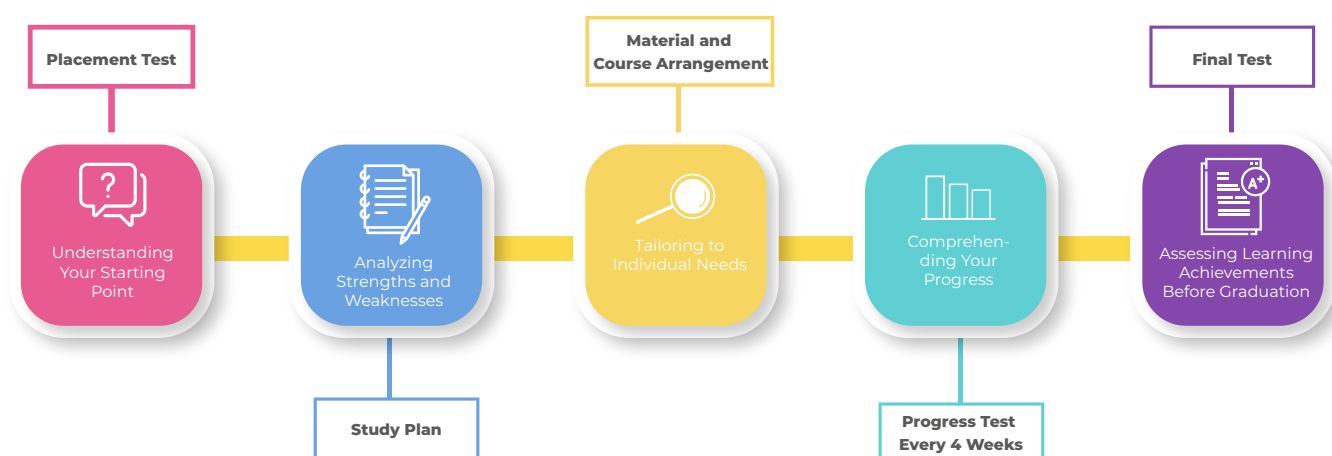 Placement Test
Understanding
Your Starting
Point
Analyzing
Strengths and
Weaknesses
Study Plan
Material and
Course Arrangement
Tailoring to
Individual Needs
Comprehen-
ding Your
Progress
Progress Test
Every 4 Weeks
Final Test
A+
Assessing Learning
Achievements
Before Graduation
?